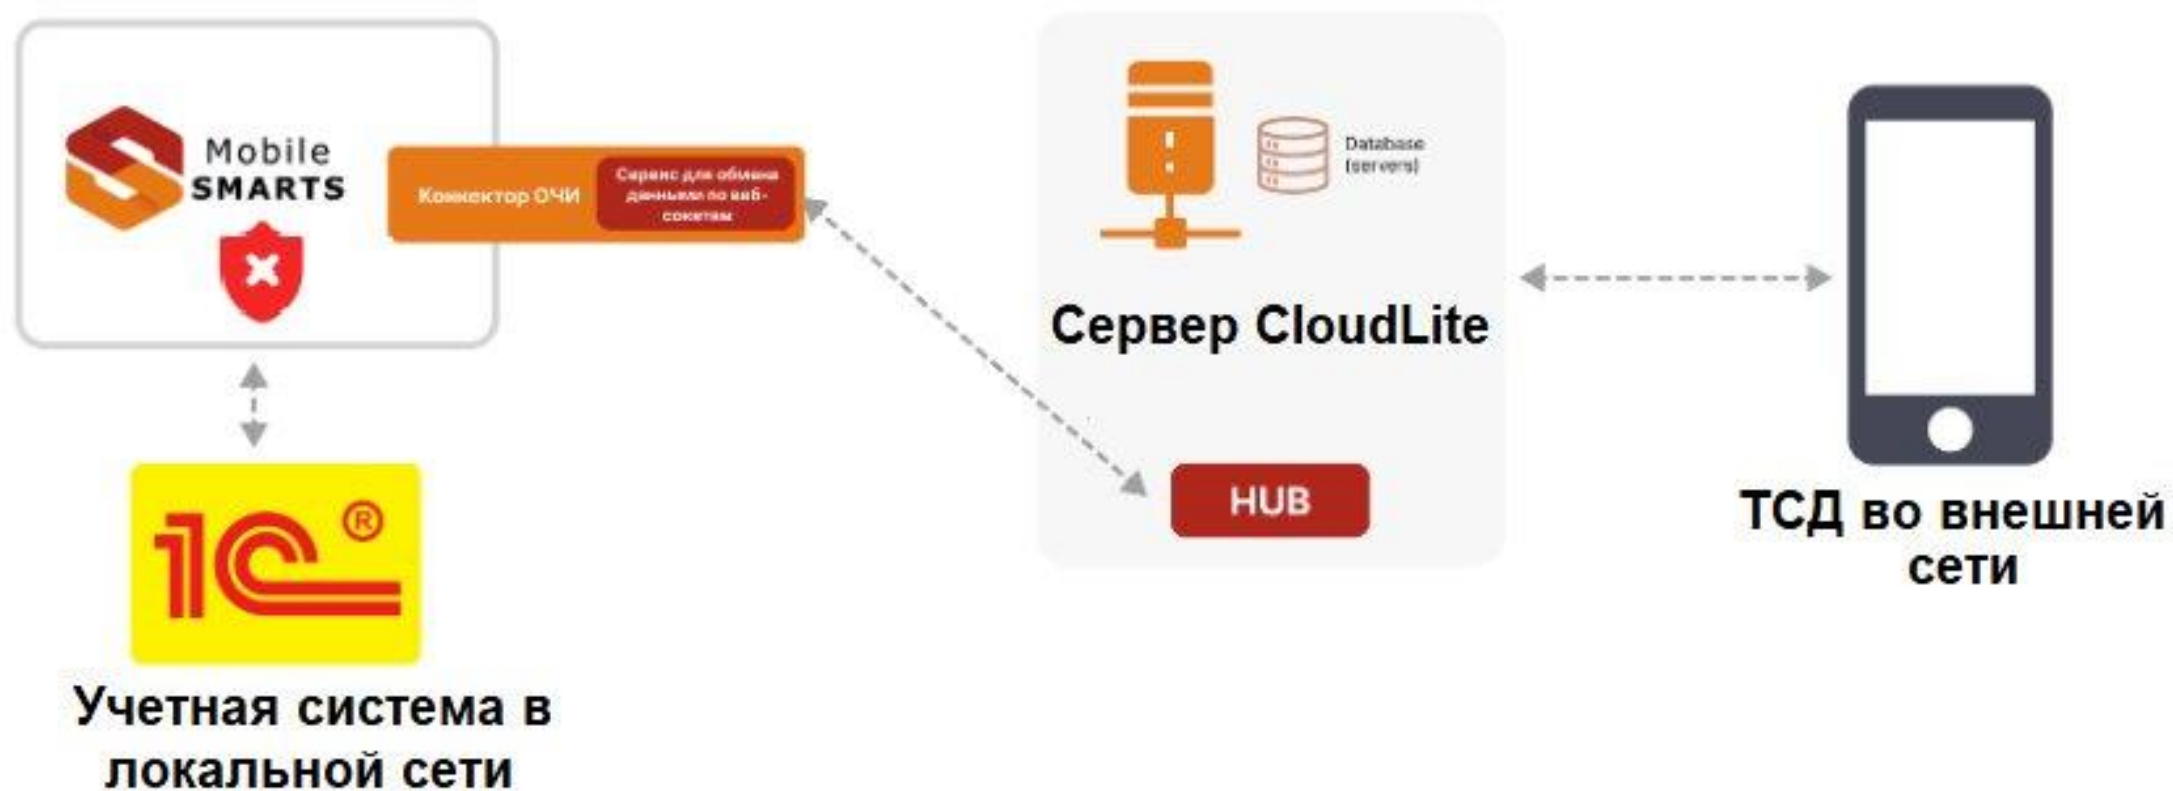 Mobile
SMARTS
Коннектор ОЧИ
Сервис для обмена
данными по веб-
сокетам
Database
(servers)
Сервер CloudLite
HUB
1С®
Учетная система в
локальной сети
ТСД во внешней
сети